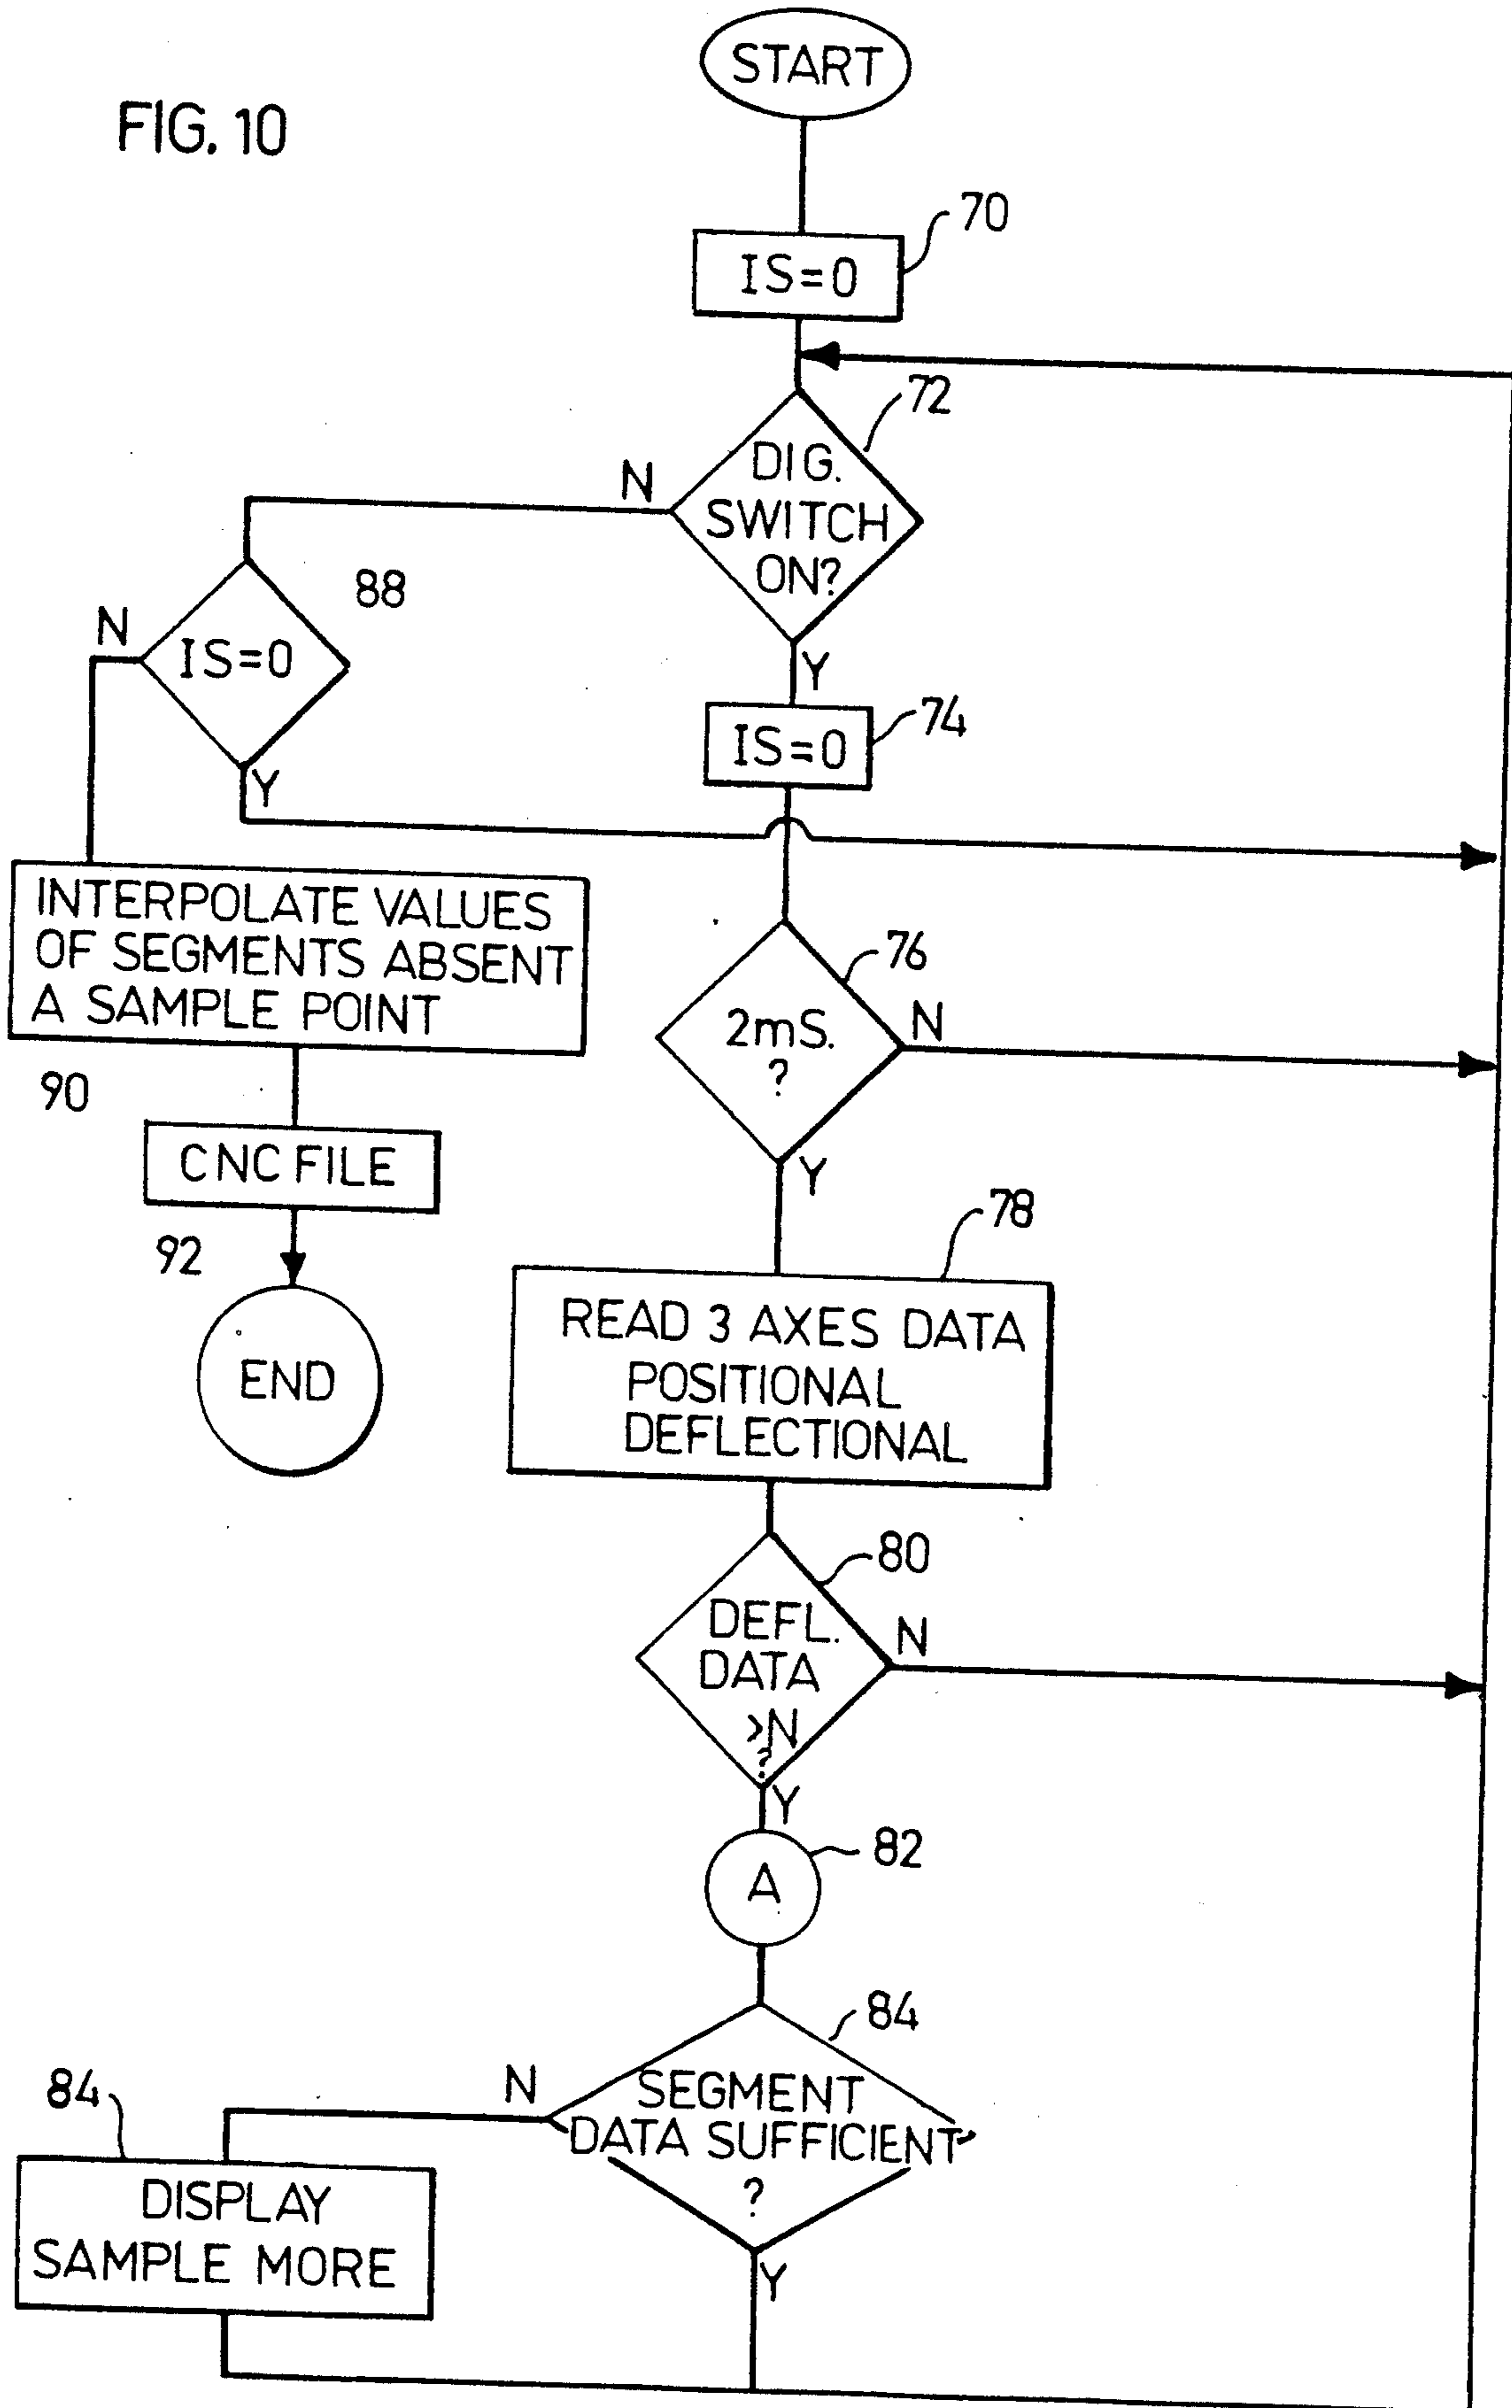 START
FIG. 10
70
IS=0
72
DIG.
SWITCH
ON?
N
Y
88
N
IS=0
Y
74
IS=0
INTERPOLATE VALUES
OF SEGMENTS ABSENT
A SAMPLE POINT
90
76
2mS.
?
N
Y
CNC FILE
92
END
78
READ 3 AXES DATA
POSITIONAL
DEFLECTIONAL
80
DEFL.
DATA
>N
?
N
Y
82
A
84
SEGMENT
DATA SUFFICIENT
?
N
Y
84
DISPLAY
SAMPLE MORE